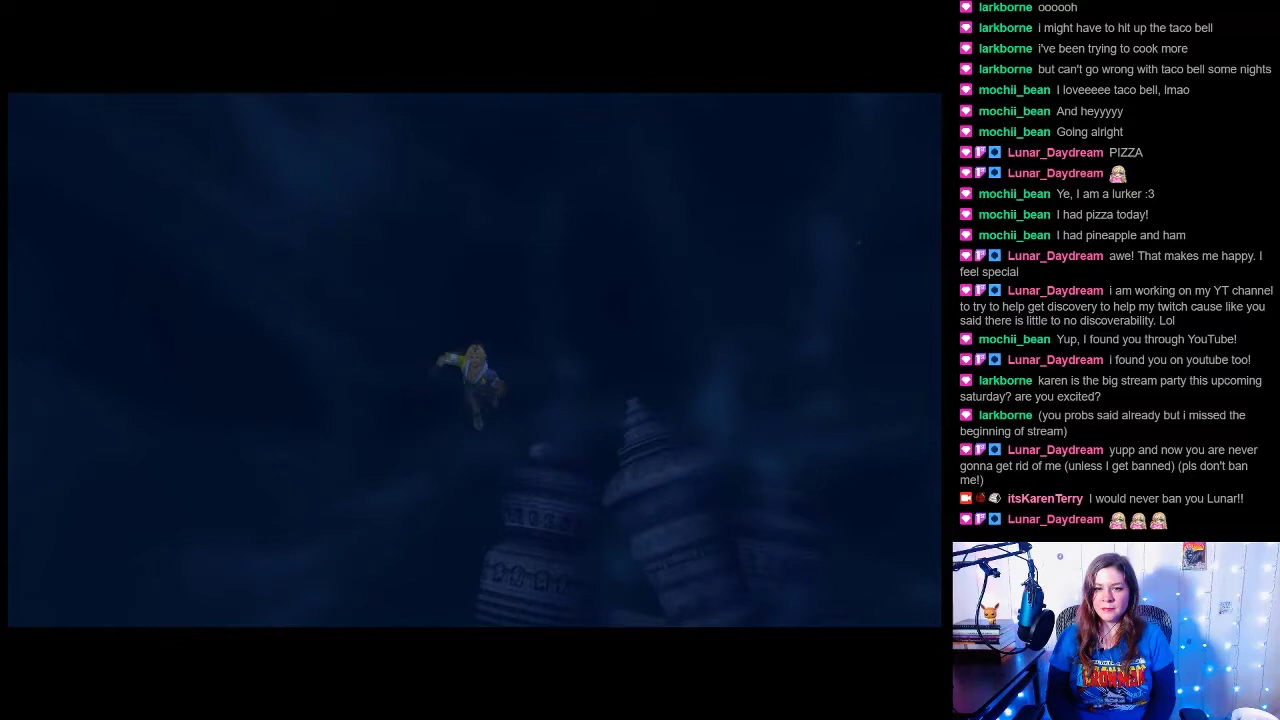 larkborne oooooh
larkborne i might have to hit up the taco bell
larkborne i've been trying to cook more
larkborne but can't go wrong with taco bell some nights
mochii_bean I loveeeee taco bell, lmao
mochii_bean And heyyyyy
mochii_bean Going alright
Lunar_Daydream PIZZA
Lunar_Daydream
mochii_bean Ye, I am a lurker :3
mochii_bean I had pizza today!
mochii_bean I had pineapple and ham
Lunar_Daydream awe! That makes me happy. I
feel special
Lunar_Daydream i am working on my YT channel
to try to help get discovery to help my twitch cause like you
said there is little to no discoverability. Lol
mochii_bean Yup, I found you through YouTube!
Lunar_Daydream i found you on youtube too!
larkborne karen is the big stream party this upcoming
saturday? are you excited?
larkborne (you probs said already but i missed the
beginning of stream)
Lunar_Daydream yupp and now you are never
gonna get rid of me (unless I get banned) (pls don't ban
me!)
itsKarenTerry I would never ban you Lunar!!
Lunar_Daydream